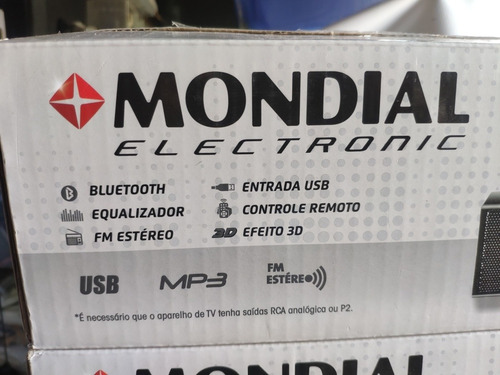 MONDIAL
ELECTRONIC
BLUETOOTH
ENTRADA USB
EQUALIZADOR
CONTROLE REMOTO
FM ESTÉREO
3D EFEITO 3D
USB
MP3
FM
ESTÉREO
*É necessário que o aparelho de TV tenha saídas RCA analógica ou P2.
MONDIAL